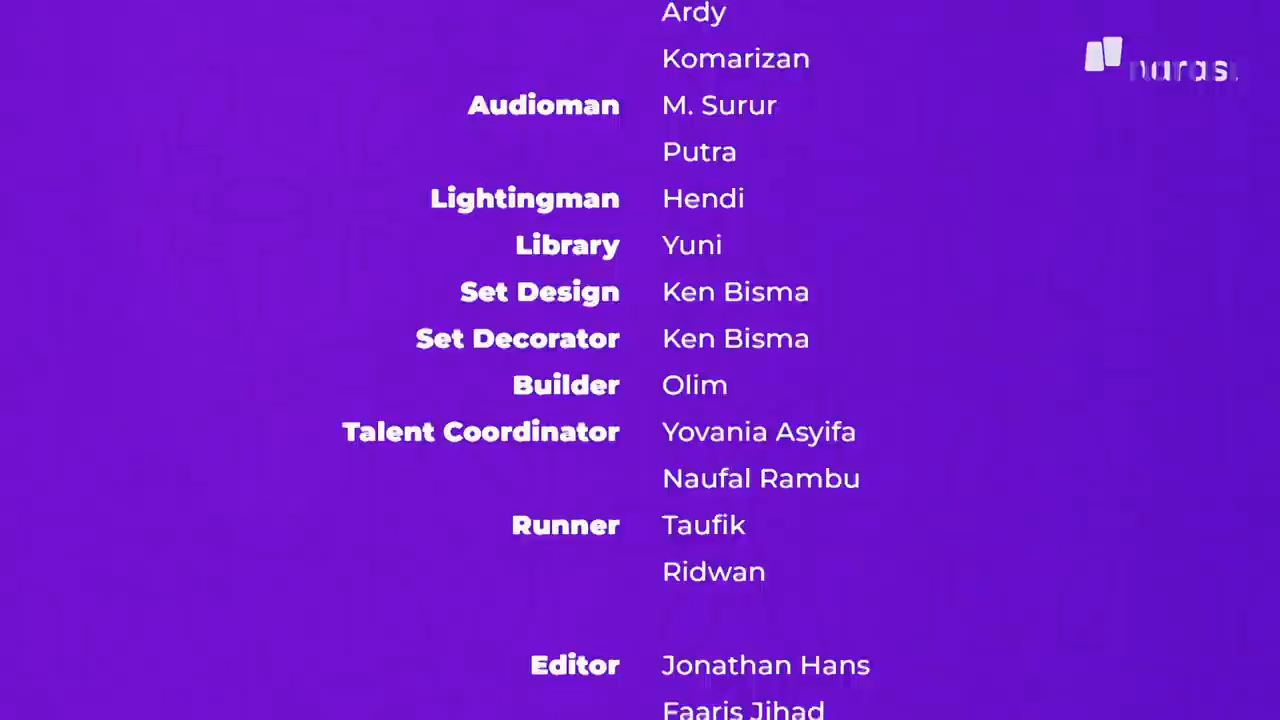 Ardy
Komarizan
naras.
Audioman M. Surur
Putra
Lightingman Hendi
Library Yuni
Set Design Ken Bisma
Set Decorator Ken Bisma
Builder Olim
Talent Coordinator Yovania Asyifa
Naufal Rambu
Runner Taufik
Ridwan
Editor Jonathan Hans
Faaris Jihad